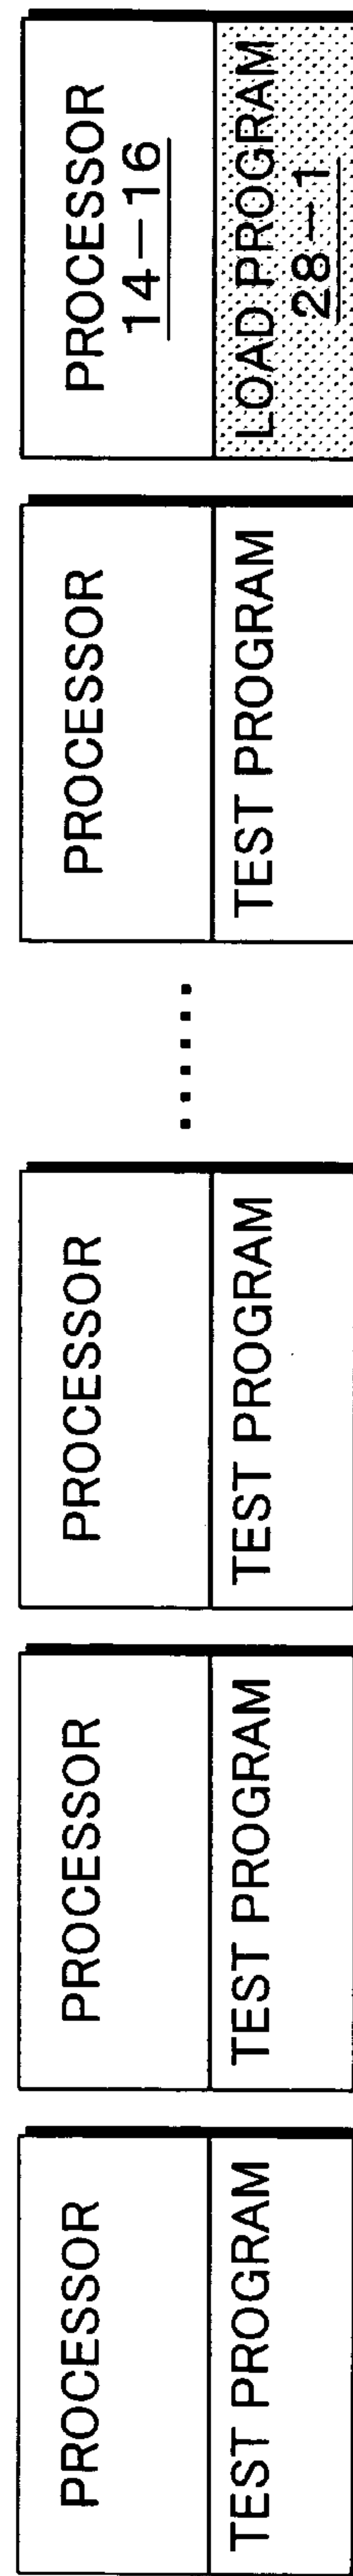 PROCESSOR
TEST PROGRAM
PROCESSOR
TEST PROGRAM
PROCESSOR
TEST PROGRAM
......
PROCESSOR
TEST PROGRAM
PROCESSOR
14-16
LOAD PROGRAM
28-1